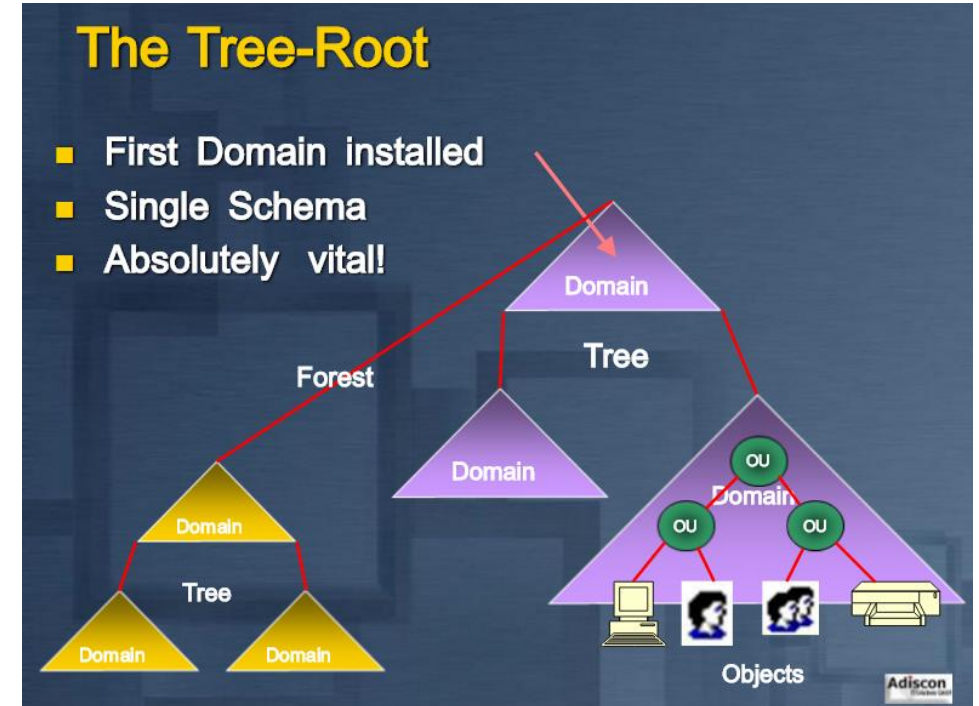 The Tree-Root
First Domain installed
Single Schema
Absolutely vital!
Domain
Tree
Forest
Domain
OU
Domain
OU
OU
Domain
Tree
Domain
Domain
Objects
Adiscon